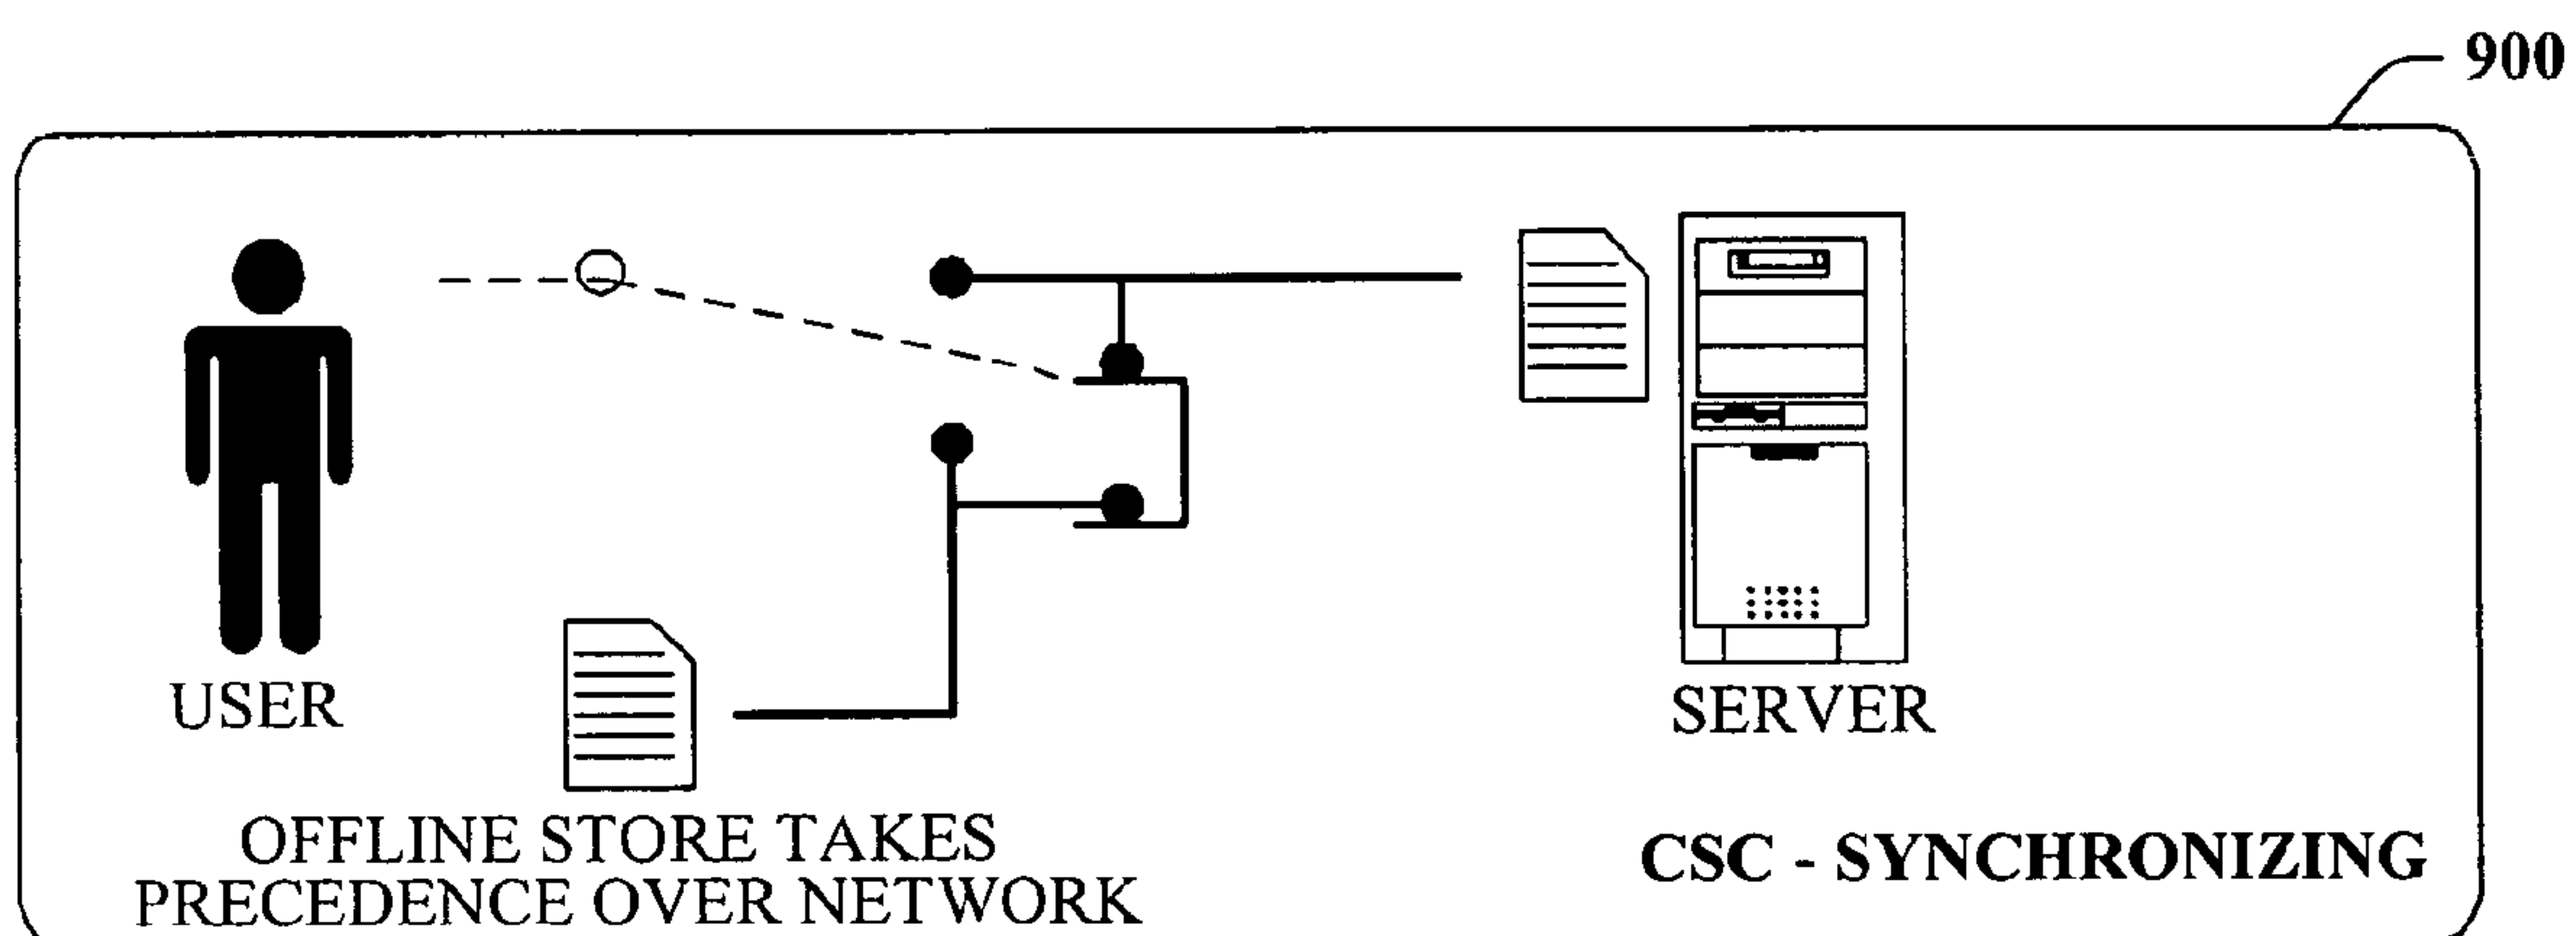 900
USER
SERVER
OFFLINE STORE TAKES
PRECEDENCE OVER NETWORK
CSC - SYNCHRONIZING